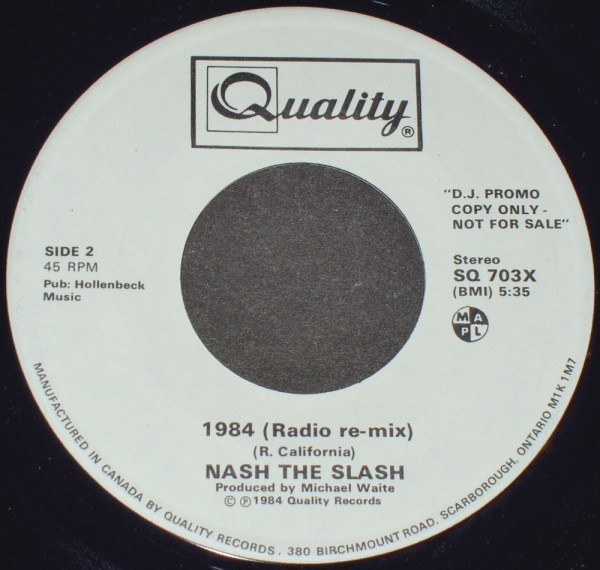 Quality®
"D.J. PROMO
COPY ONLY -
NOT FOR SALE"
SIDE 2
45 RPM
Pub: Hollenbeck
Music
Stereo
SQ 703X
(BMI) 5:35
M A
P L
1984 (Radio re-mix)
(R. California)
NASH THE SLASH
Produced by Michael Waite
© ℗ 1984 Quality Records
MANUFACTURED IN CANADA BY QUALITY RECORDS, 380 BIRCHMOUNT ROAD, SCARBOROUGH, ONTARIO M1K 1M7